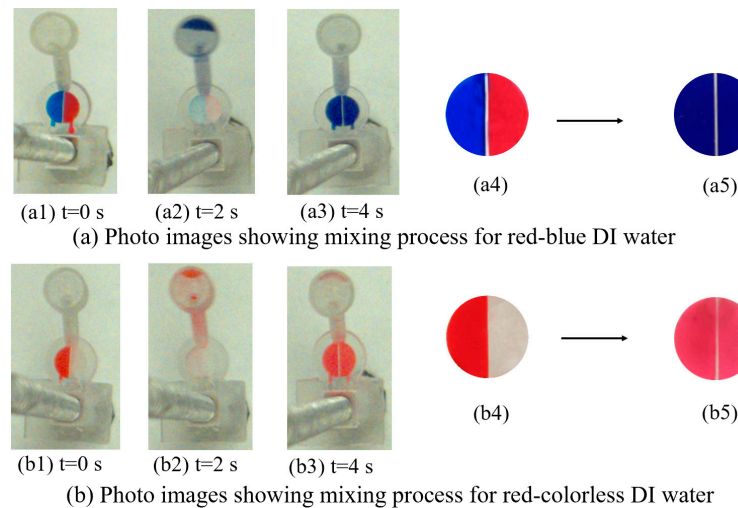 (a1) t=0 s (a2) t=2 s (a3) t=4 s (a4) (a5)
(a) Photo images showing mixing process for red-blue DI water
(b1) t=0 s (b2) t=2 s (b3) t=4 s (b4) (b5)
(b) Photo images showing mixing process for red-colorless DI water